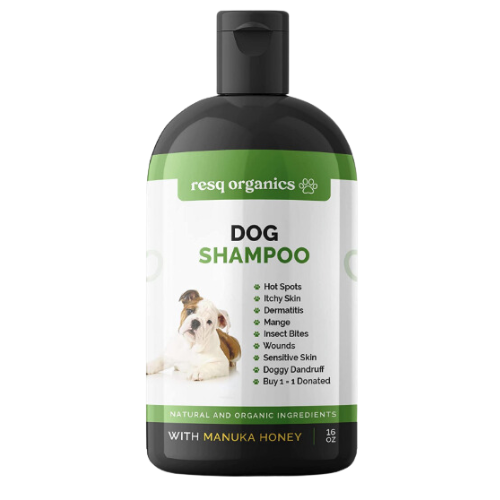 resq organics
DOG
SHAMPOO
Hot Spots
Itchy Skin
Dermatitis
Mange
Insect Bites
Wounds
Sensitive Skin
Doggy Dandruff
Buy 1 = 1 Donated
NATURAL AND ORGANIC INGREDIENTS
WITH MANUKA HONEY
16
OZ